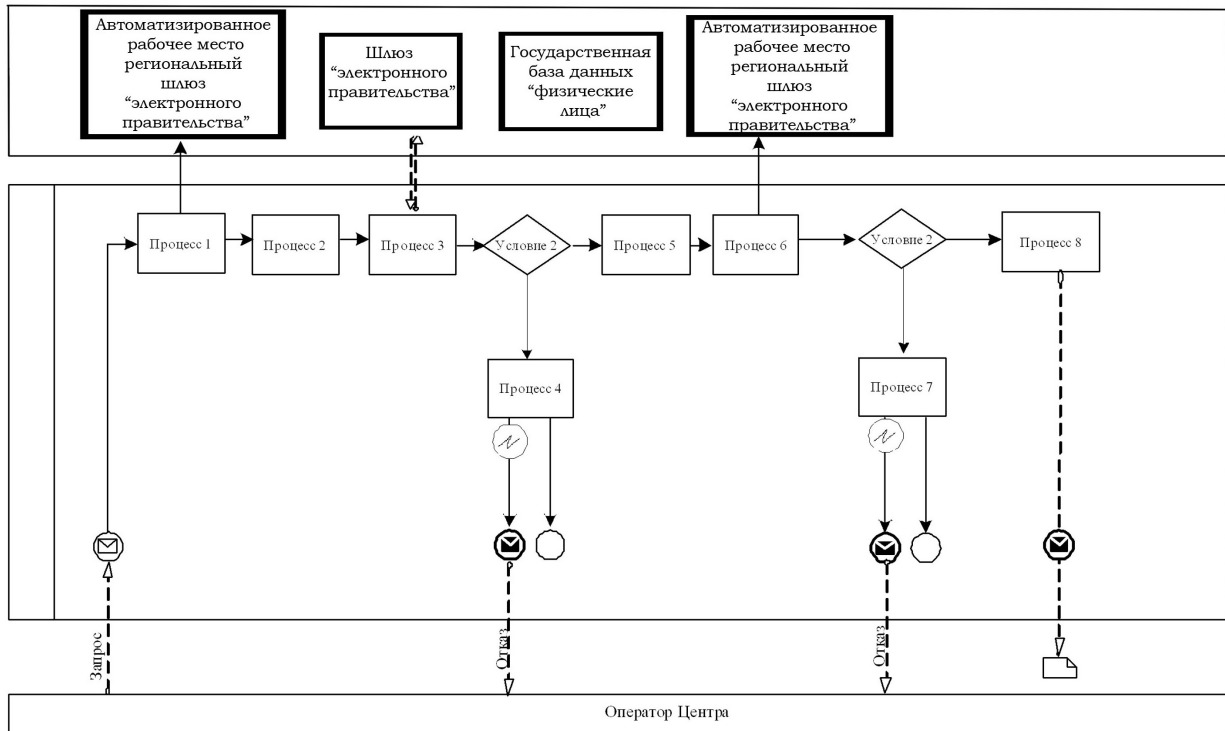 Автоматизированное
рабочее место
региональный
шлюз
“электронного
правительства”
Шлюз
“электронного
правительства”
Государственная
база данных
“физические
лица”
Автоматизированное
рабочее место
региональный
шлюз
“электронного
правительства”
Процесс 1
Процесс 2
Процесс 3
Условие 2
Процесс 5
Процесс 6
Условие 2
Процесс 8
Процесс 4
Процесс 7
Запрос
Отказ
Отказ
Оператор Центра